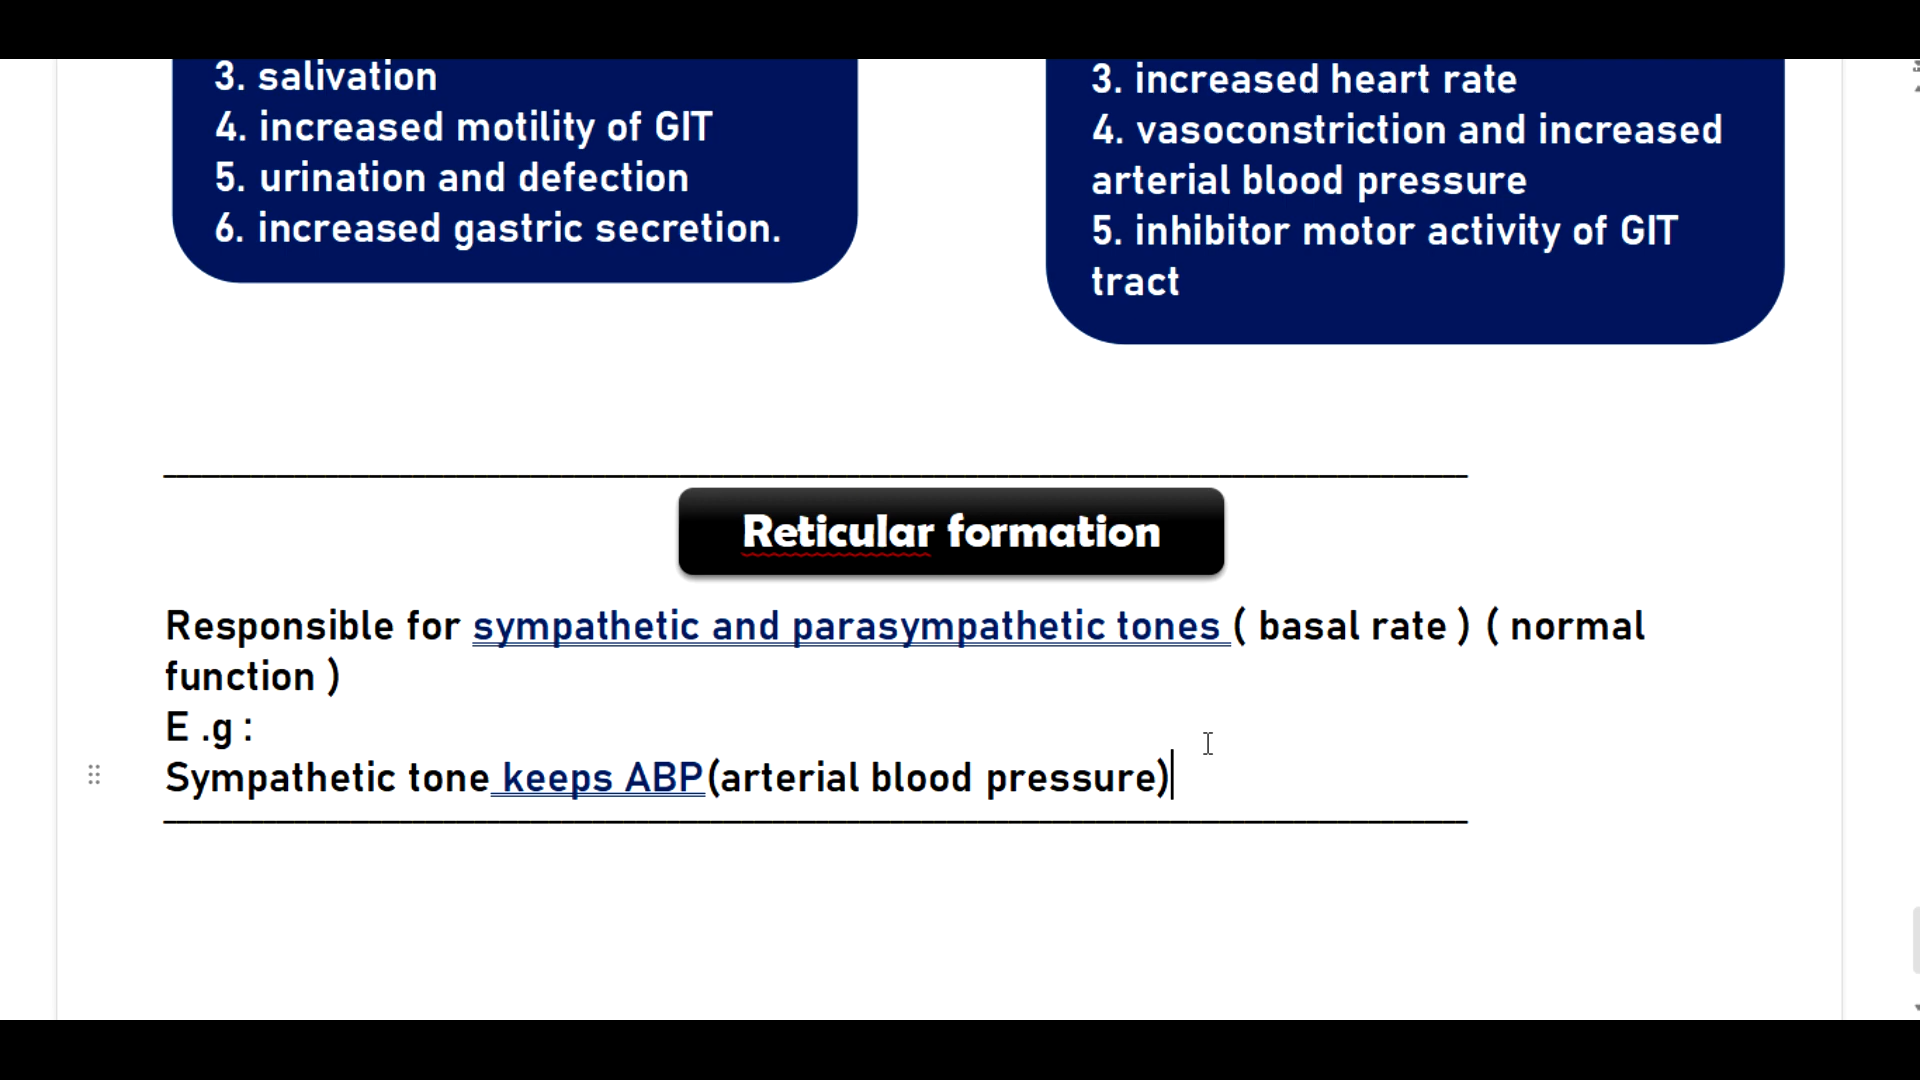 3. salivation
4. increased motility of GIT
5. urination and defection
6. increased gastric secretion.
3. increased heart rate
4. vasoconstriction and increased
arterial blood pressure
5. inhibitor motor activity of GIT
tract
Reticular formation
Responsible for sympathetic and parasympathetic tones ( basal rate ) ( normal
function )
E .g :
Sympathetic tone keeps ABP(arterial blood pressure)